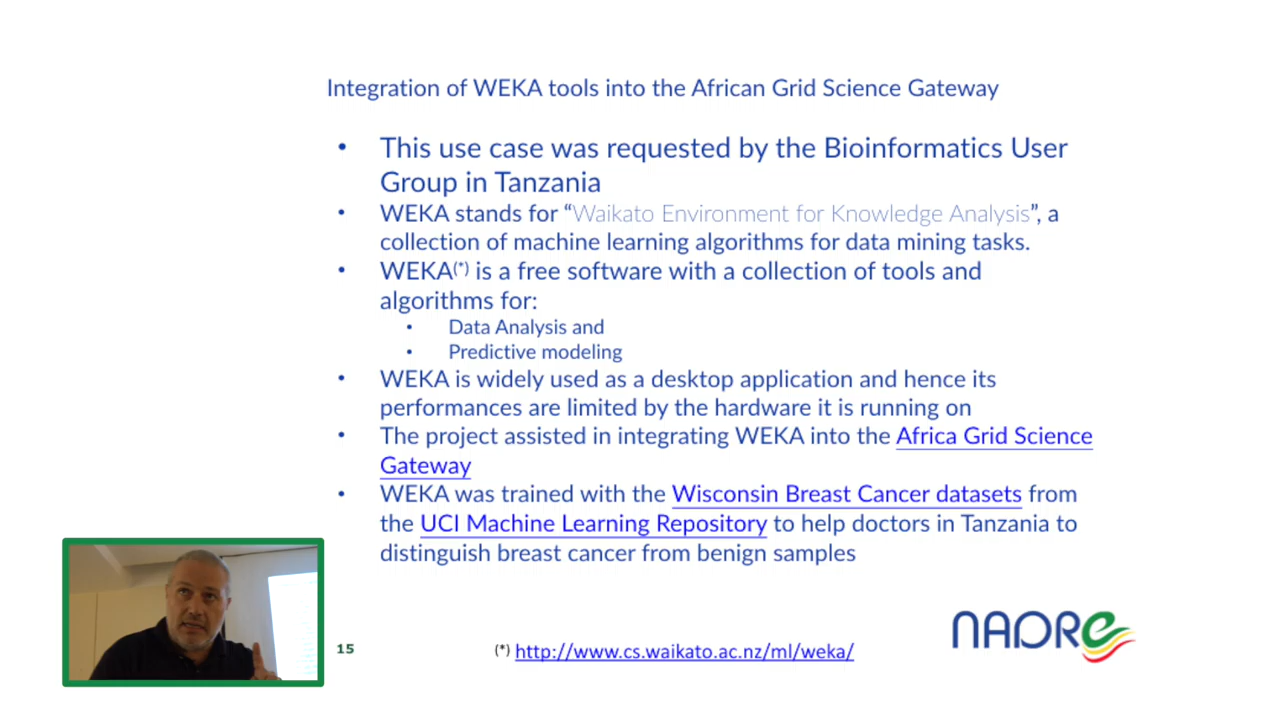 Integration of WEKA tools into the African Grid Science Gateway
• This use case was requested by the Bioinformatics User
Group in Tanzania
• WEKA stands for “Waikato Environment for Knowledge Analysis”, a
collection of machine learning algorithms for data mining tasks.
• WEKA(*) is a free software with a collection of tools and
algorithms for:
• Data Analysis and
• Predictive modeling
• WEKA is widely used as a desktop application and hence its
performances are limited by the hardware it is running on
• The project assisted in integrating WEKA into the Africa Grid Science
Gateway
• WEKA was trained with the Wisconsin Breast Cancer datasets from
the UCI Machine Learning Repository to help doctors in Tanzania to
distinguish breast cancer from benign samples
15
(*) http://www.cs.waikato.ac.nz/ml/weka/
NADRe